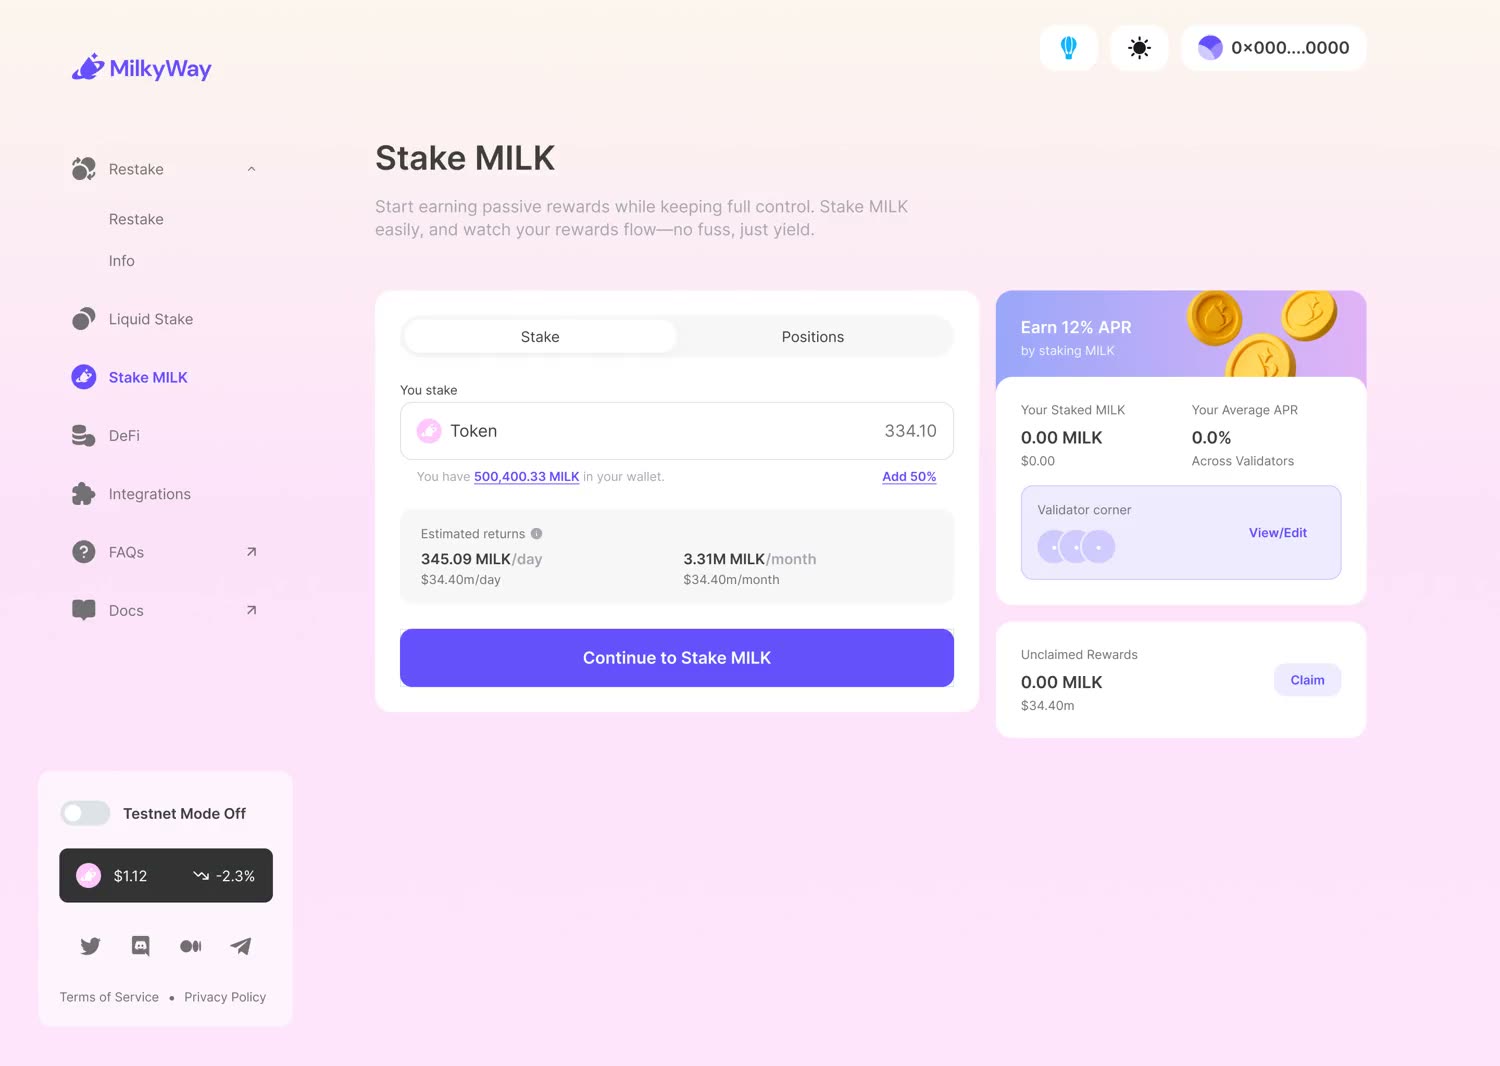 MilkyWay
0×000....0000
Restake
Restake
Info
Liquid Stake
Stake MILK
DeFi
Integrations
FAQs
Docs
Stake MILK
Start earning passive rewards while keeping full control. Stake MILK
easily, and watch your rewards flow—no fuss, just yield.
Stake
Positions
You stake
Token
334.10
You have 500,400.33 MILK in your wallet.
Add 50%
Estimated returns
345.09 MILK/day
$34.40m/day
3.31M MILK/month
$34.40m/month
Continue to Stake MILK
Earn 12% APR
by staking MILK
Your Staked MILK
0.00 MILK
$0.00
Your Average APR
0.0%
Across Validators
Validator corner
View/Edit
Unclaimed Rewards
0.00 MILK
$34.40m
Claim
Testnet Mode Off
$1.12
-2.3%
Terms of Service • Privacy Policy